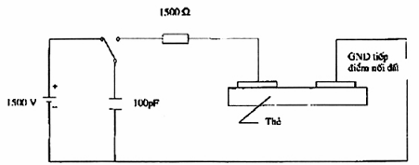 1500 Ω
GND tiếp
điểm nối đất
1500 V
+
−
100pF
Thẻ